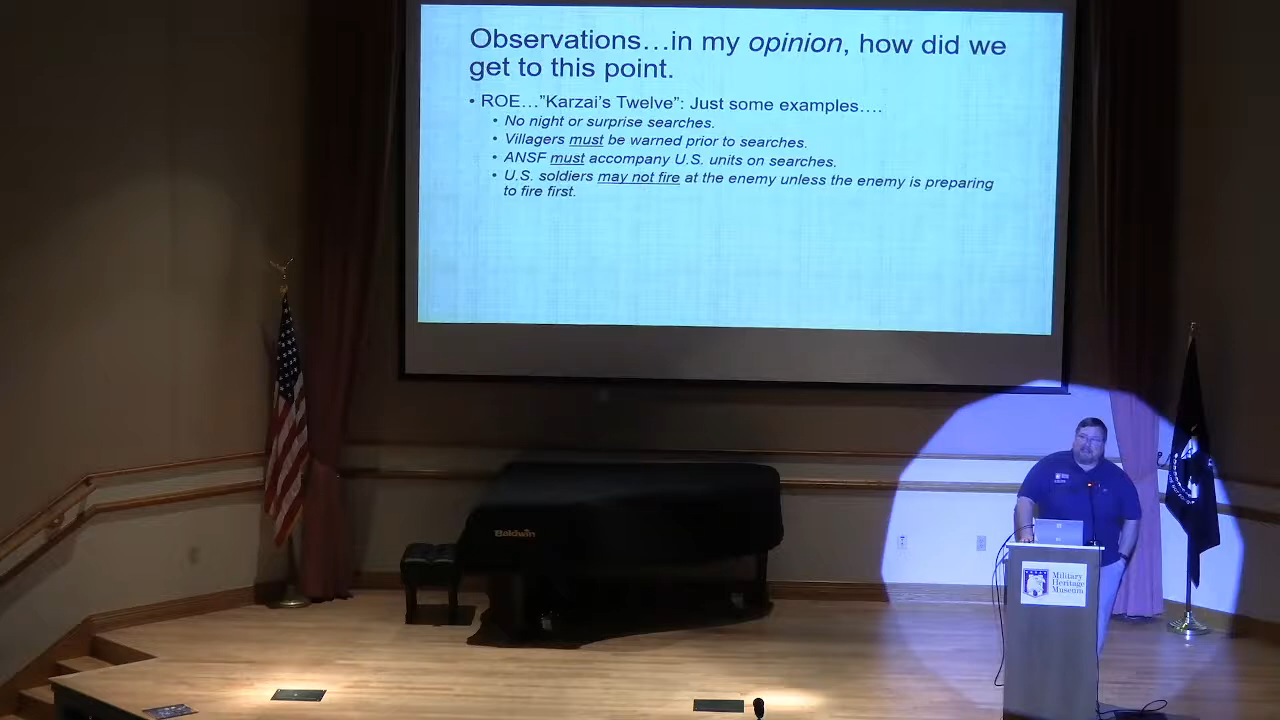 Observations…in my opinion, how did we
get to this point.
• ROE…”Karzai’s Twelve”: Just some examples….
• No night or surprise searches.
• Villagers must be warned prior to searches.
• ANSF must accompany U.S. units on searches.
• U.S. soldiers may not fire at the enemy unless the enemy is preparing
to fire first.
Baldwin
Military
Heritage
Museum